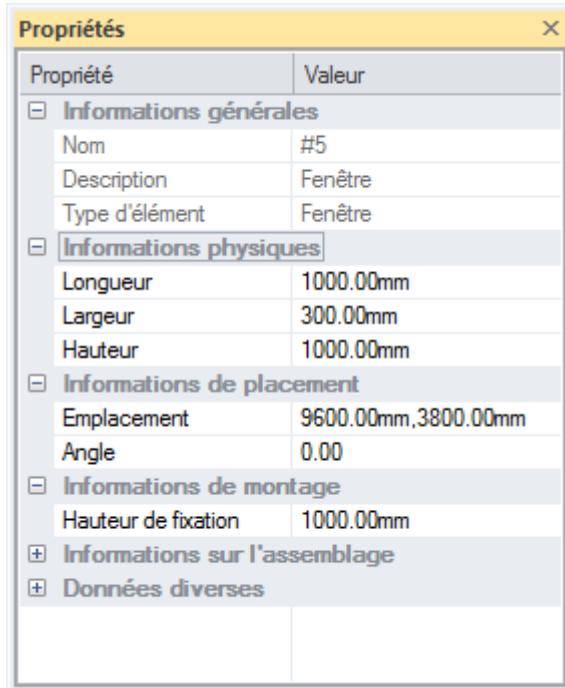 Propriétés
Propriété Valeur
Informations générales
Nom #5
Description Fenêtre
Type d'élément Fenêtre
Informations physiques
Longueur 1000.00mm
Largeur 300.00mm
Hauteur 1000.00mm
Informations de placement
Emplacement 9600.00mm,3800.00mm
Angle 0.00
Informations de montage
Hauteur de fixation 1000.00mm
Informations sur l'assemblage
Données diverses